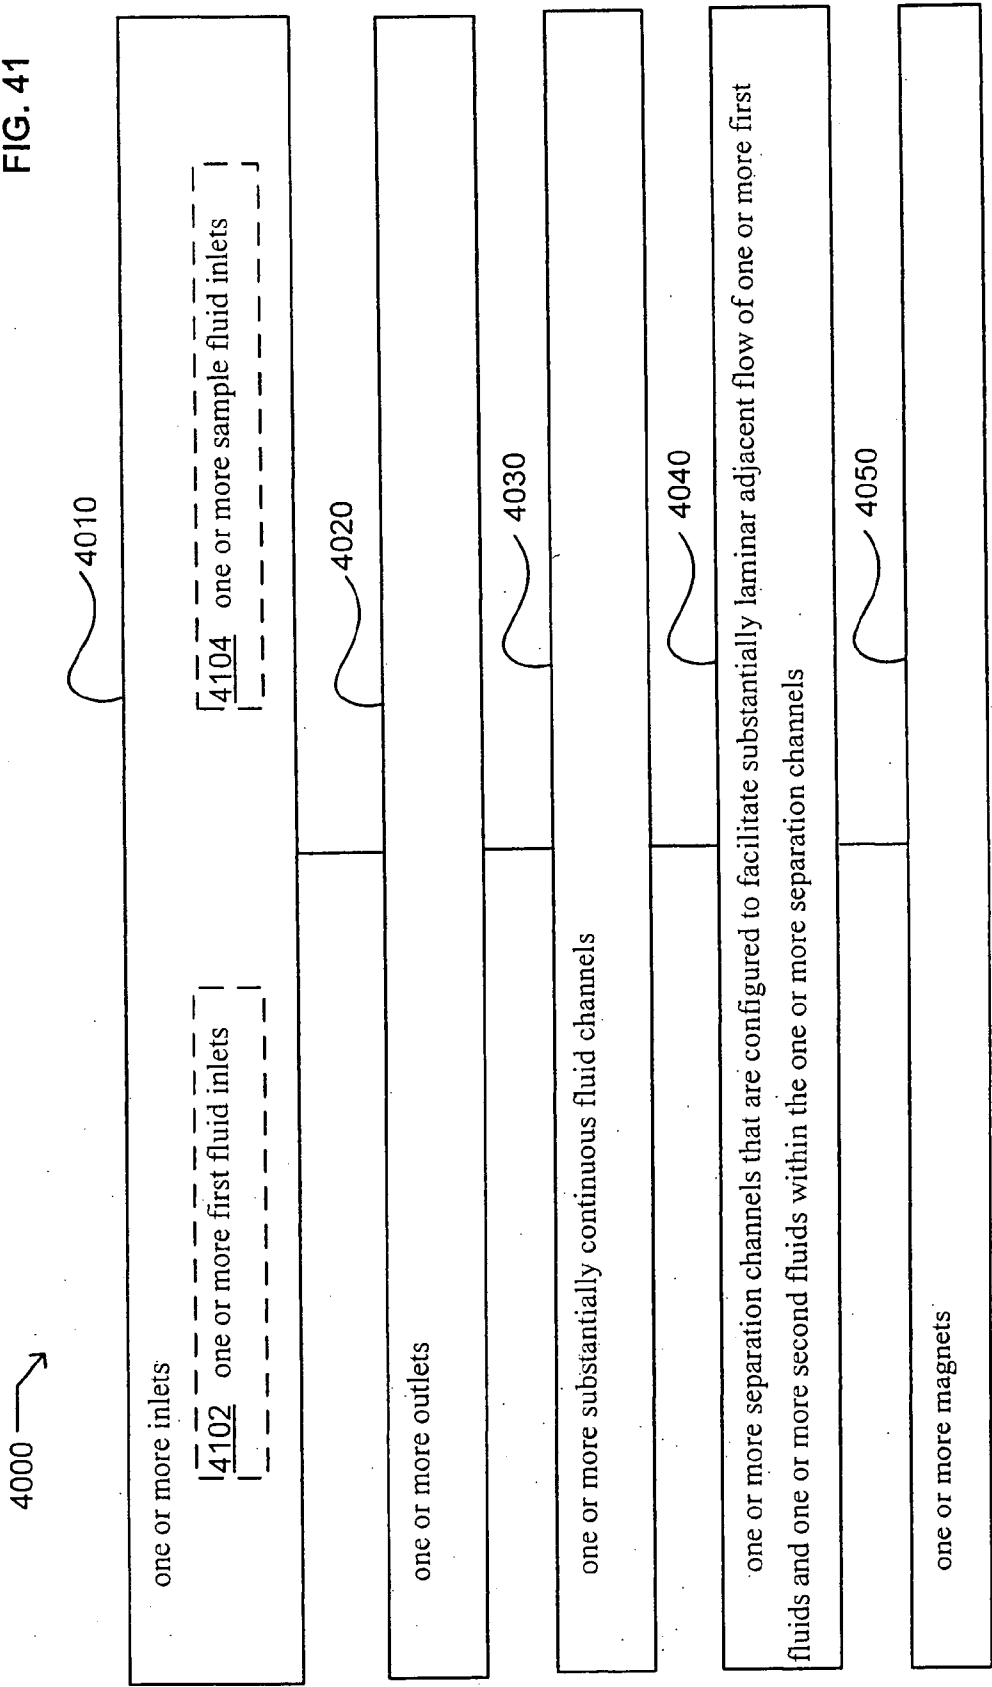 FIG. 41
4000
4010
one or more inlets
4102 one or more first fluid inlets
4104 one or more sample fluid inlets
4020
one or more outlets
4030
one or more substantially continuous fluid channels
4040
one or more separation channels that are configured to facilitate substantially laminar adjacent flow of one or more first
fluids and one or more second fluids within the one or more separation channels
4050
one or more magnets